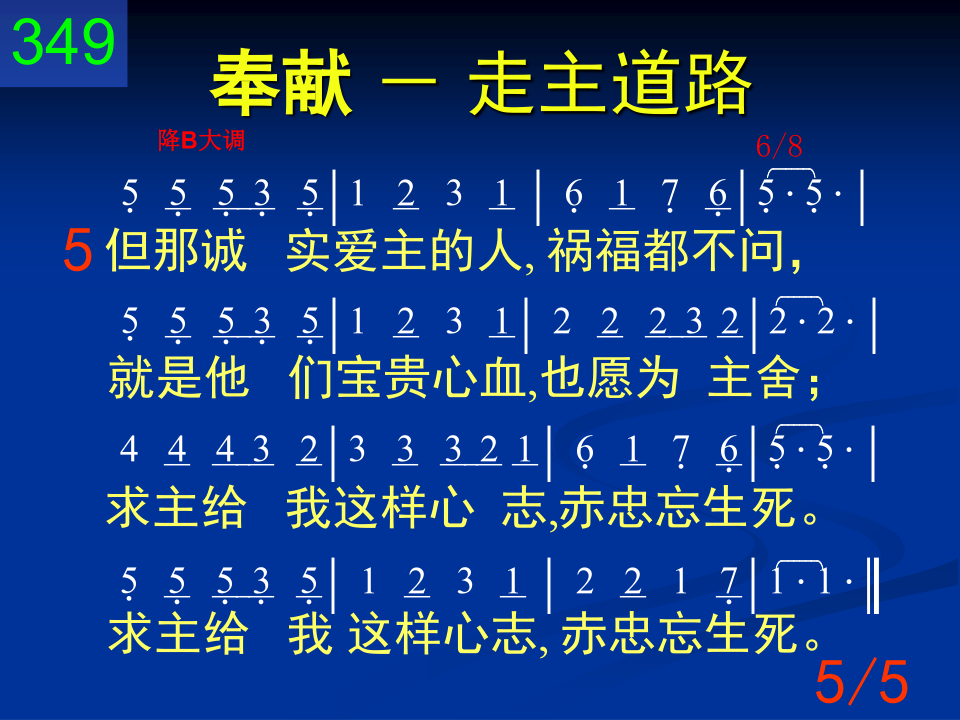 349
奉献 － 走主道路
降B大调 6/8
5 5 5 3 5 | 1 2 3 1 | 6 1 7 6 | 5 · 5 · |
5 但那诚 实爱主的人, 祸福都不问，
5 5 5 3 5 | 1 2 3 1 | 2 2 2 3 2 | 2 · 2 · |
就是他 们宝贵心血,也愿为 主舍；
4 4 4 3 2 | 3 3 3 2 1 | 6 1 7 6 | 5 · 5 · |
求主给 我这样心 志,赤忠忘生死。
5 5 5 3 5 | 1 2 3 1 | 2 2 1 7 | 1 · 1 · ‖
求主给 我 这样心志, 赤忠忘生死。
5/5